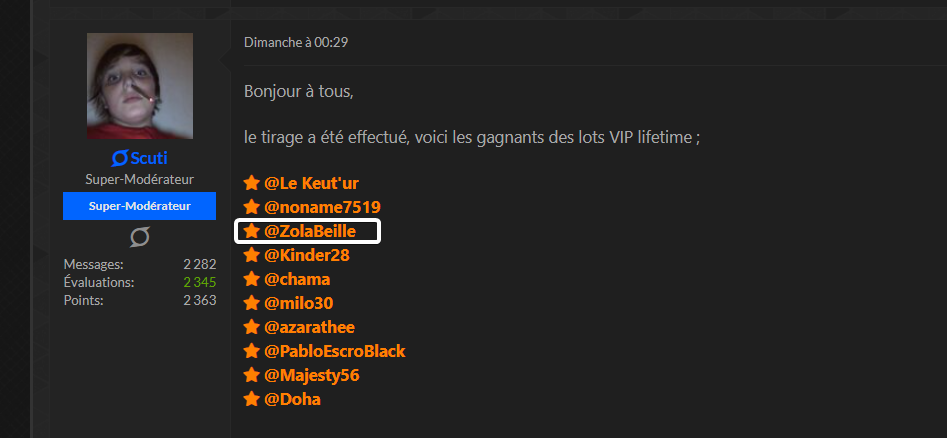 Dimanche à 00:29
Scuti
Super-Modérateur
Super-Modérateur
Messages: 2 282
Évaluations: 2 345
Points: 2 363
Bonjour à tous,
le tirage a été effectué, voici les gagnants des lots VIP lifetime ;
@Le Keut'ur
@noname7519
@ZolaBeille
@Kinder28
@chama
@milo30
@azarathee
@PabloEscroBlack
@Majesty56
@Doha